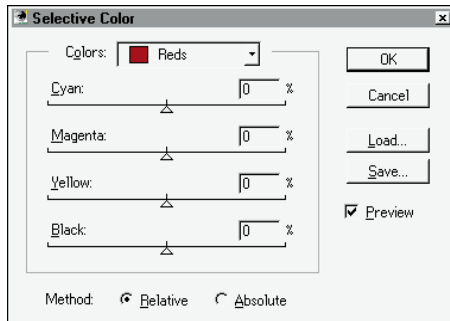 Selective Color
Colors: Reds
OK
Cyan: 0 %
Cancel
Magenta: 0 %
Load...
Yellow: 0 %
Save...
Preview
Black: 0 %
Method: Relative Absolute